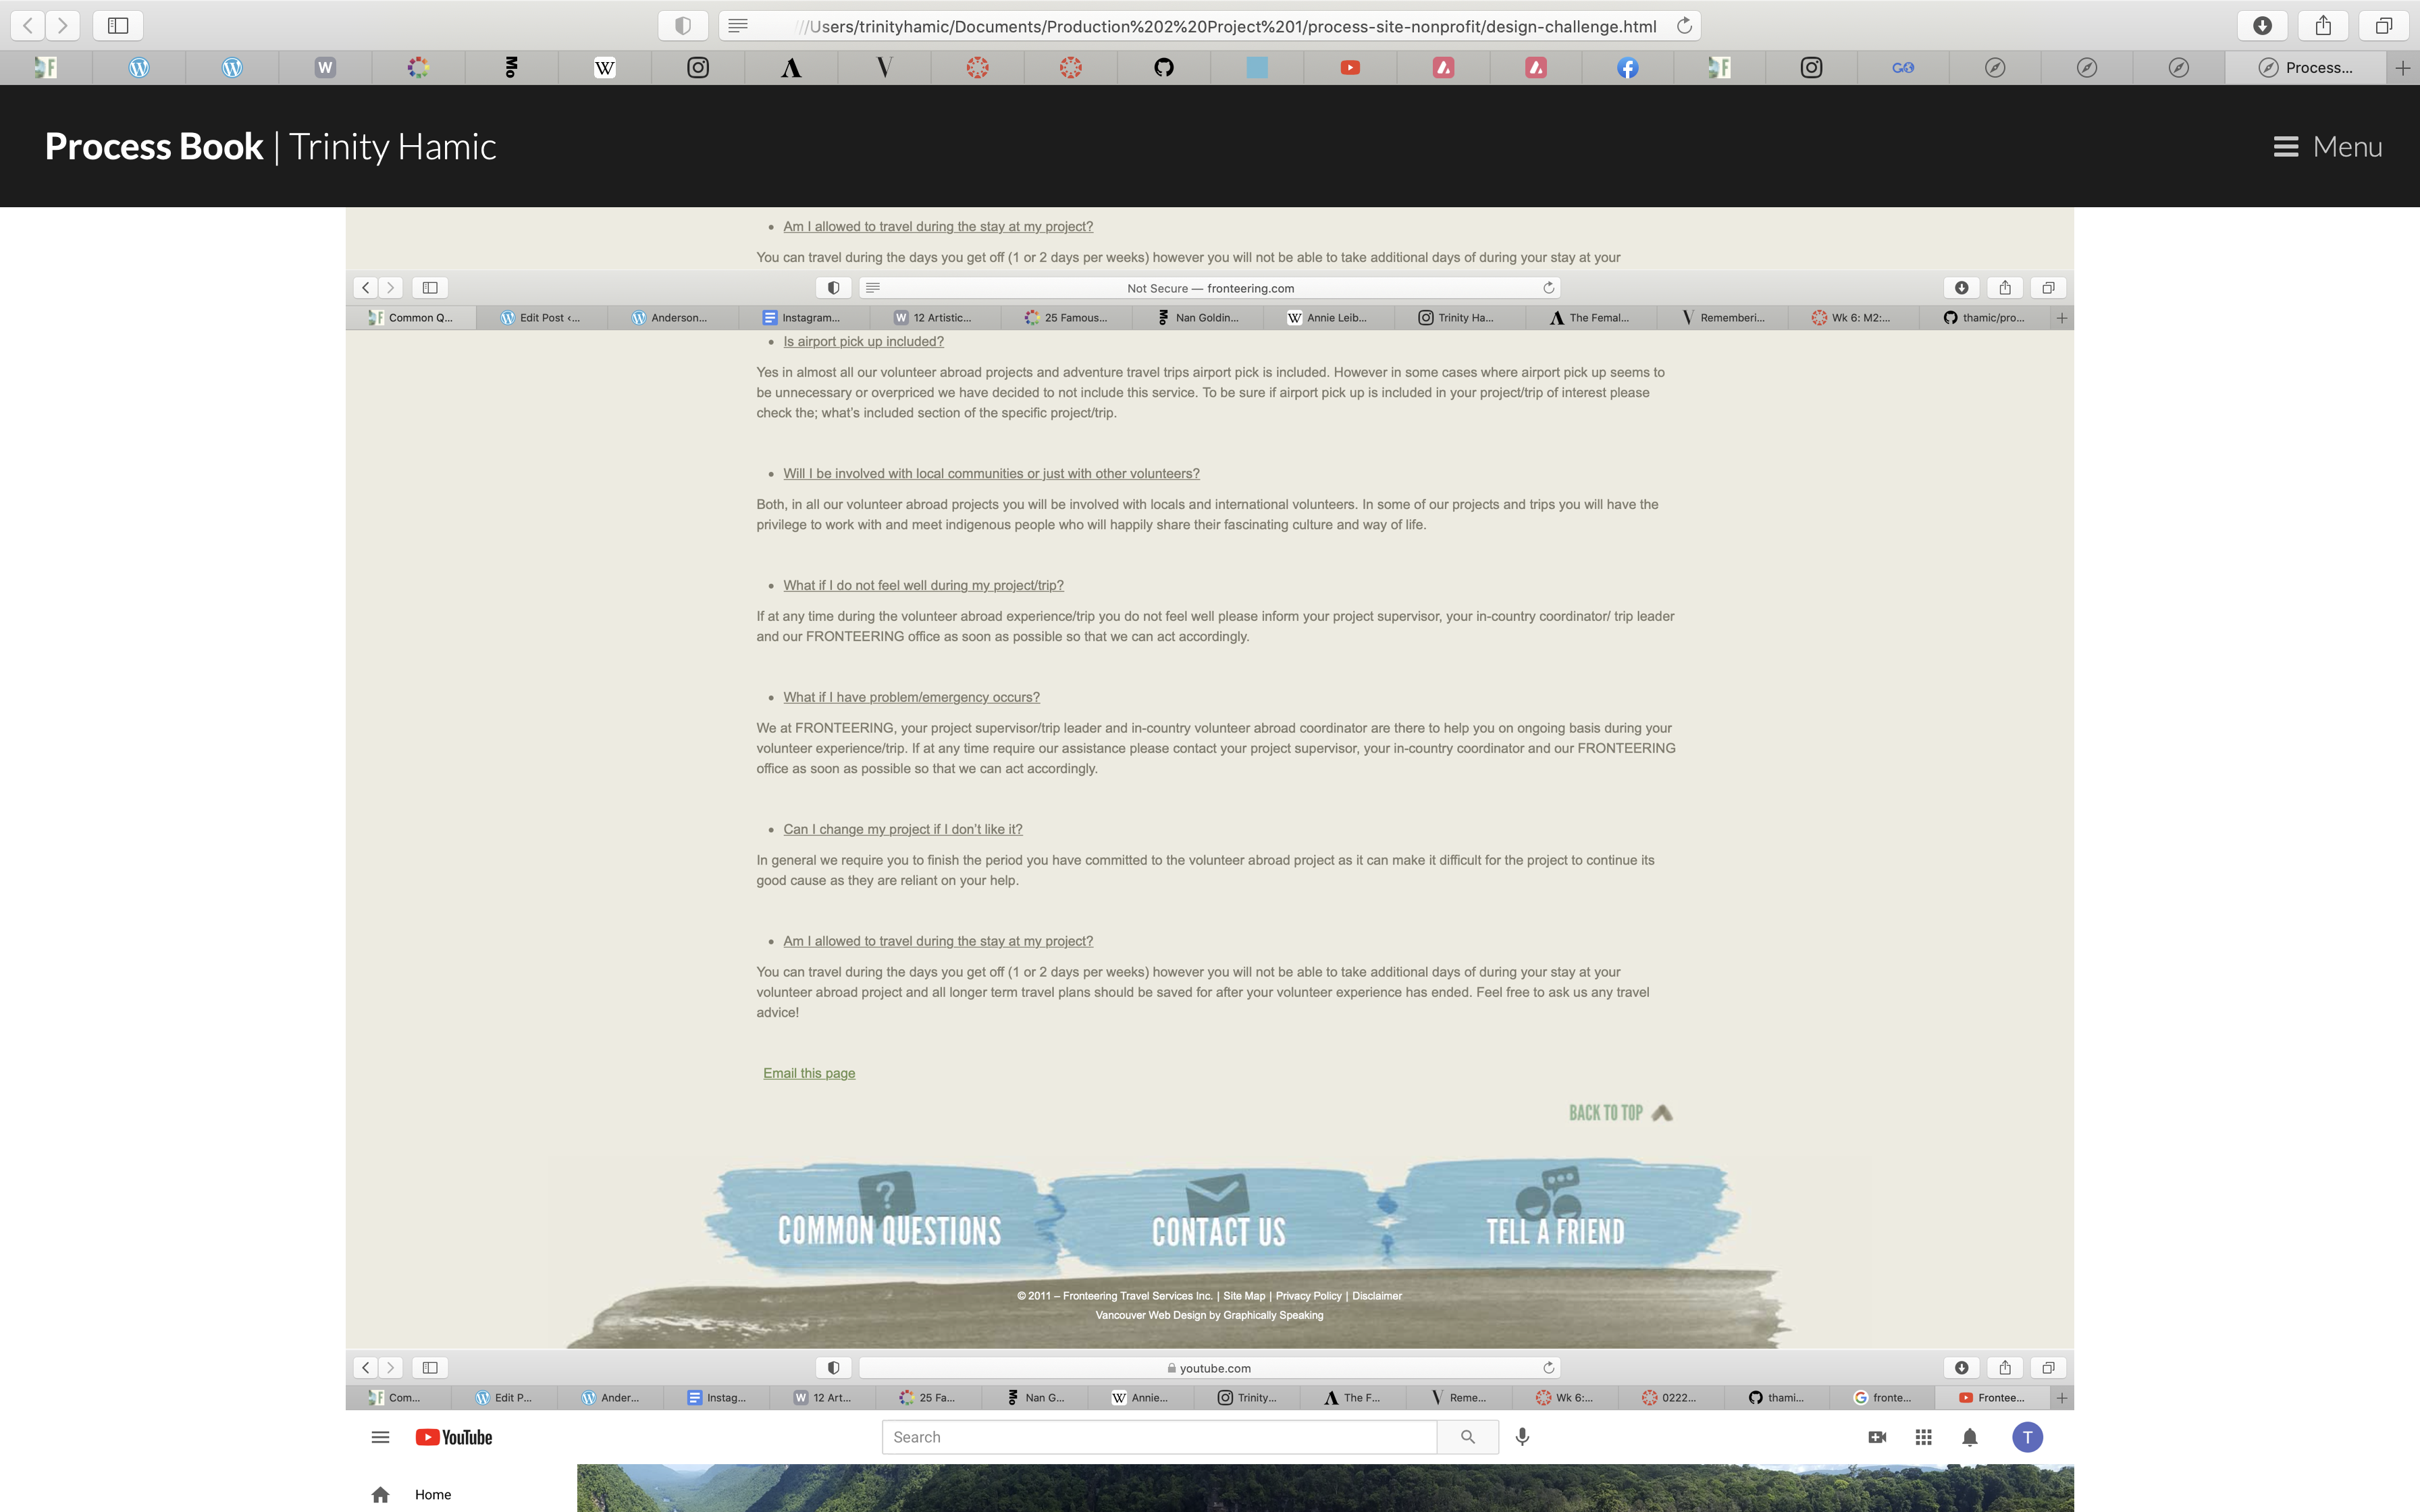 ///Users/trinityhamic/Documents/Production%202%20Project%201/process-site-nonprofit/design-challenge.html
F W Mo W Λ V GO Process...
Process Book | Trinity Hamic
Menu
Am I allowed to travel during the stay at my project?
You can travel during the days you get off (1 or 2 days per weeks) however you will not be able to take additional days of during your stay at your
Not Secure — fronteering.com
Common Q... Edit Post <... Anderson... Instagram... 12 Artistic... 25 Famous... Nan Goldin... Annie Leib... Trinity Ha... The Femal... Rememberi... Wk 6: M2:... thamic/pro...
Is airport pick up included?
Yes in almost all our volunteer abroad projects and adventure travel trips airport pick is included. However in some cases where airport pick up seems to
be unnecessary or overpriced we have decided to not include this service. To be sure if airport pick up is included in your project/trip of interest please
check the; what's included section of the specific project/trip.
Will I be involved with local communities or just with other volunteers?
Both, in all our volunteer abroad projects you will be involved with locals and international volunteers. In some of our projects and trips you will have the
privilege to work with and meet indigenous people who will happily share their fascinating culture and way of life.
What if I do not feel well during my project/trip?
If at any time during the volunteer abroad experience/trip you do not feel well please inform your project supervisor, your in-country coordinator/ trip leader
and our FRONTEERING office as soon as possible so that we can act accordingly.
What if I have problem/emergency occurs?
We at FRONTEERING, your project supervisor/trip leader and in-country volunteer abroad coordinator are there to help you on ongoing basis during your
volunteer experience/trip. If at any time require our assistance please contact your project supervisor, your in-country coordinator and our FRONTEERING
office as soon as possible so that we can act accordingly.
Can I change my project if I don't like it?
In general we require you to finish the period you have committed to the volunteer abroad project as it can make it difficult for the project to continue its
good cause as they are reliant on your help.
Am I allowed to travel during the stay at my project?
You can travel during the days you get off (1 or 2 days per weeks) however you will not be able to take additional days of during your stay at your
volunteer abroad project and all longer term travel plans should be saved for after your volunteer experience has ended. Feel free to ask us any travel
advice!
Email this page
BACK TO TOP
COMMON QUESTIONS CONTACT US TELL A FRIEND
© 2011 – Fronteering Travel Services Inc. | Site Map | Privacy Policy | Disclaimer
Vancouver Web Design by Graphically Speaking
youtube.com
Com... Edit P... Ander... Instag... 12 Art... 25 Fa... Nan G... Annie... Trinity... The F... Reme... Wk 6:... 0222... thami... fronte... Frontee...
YouTube
Search
T
Home